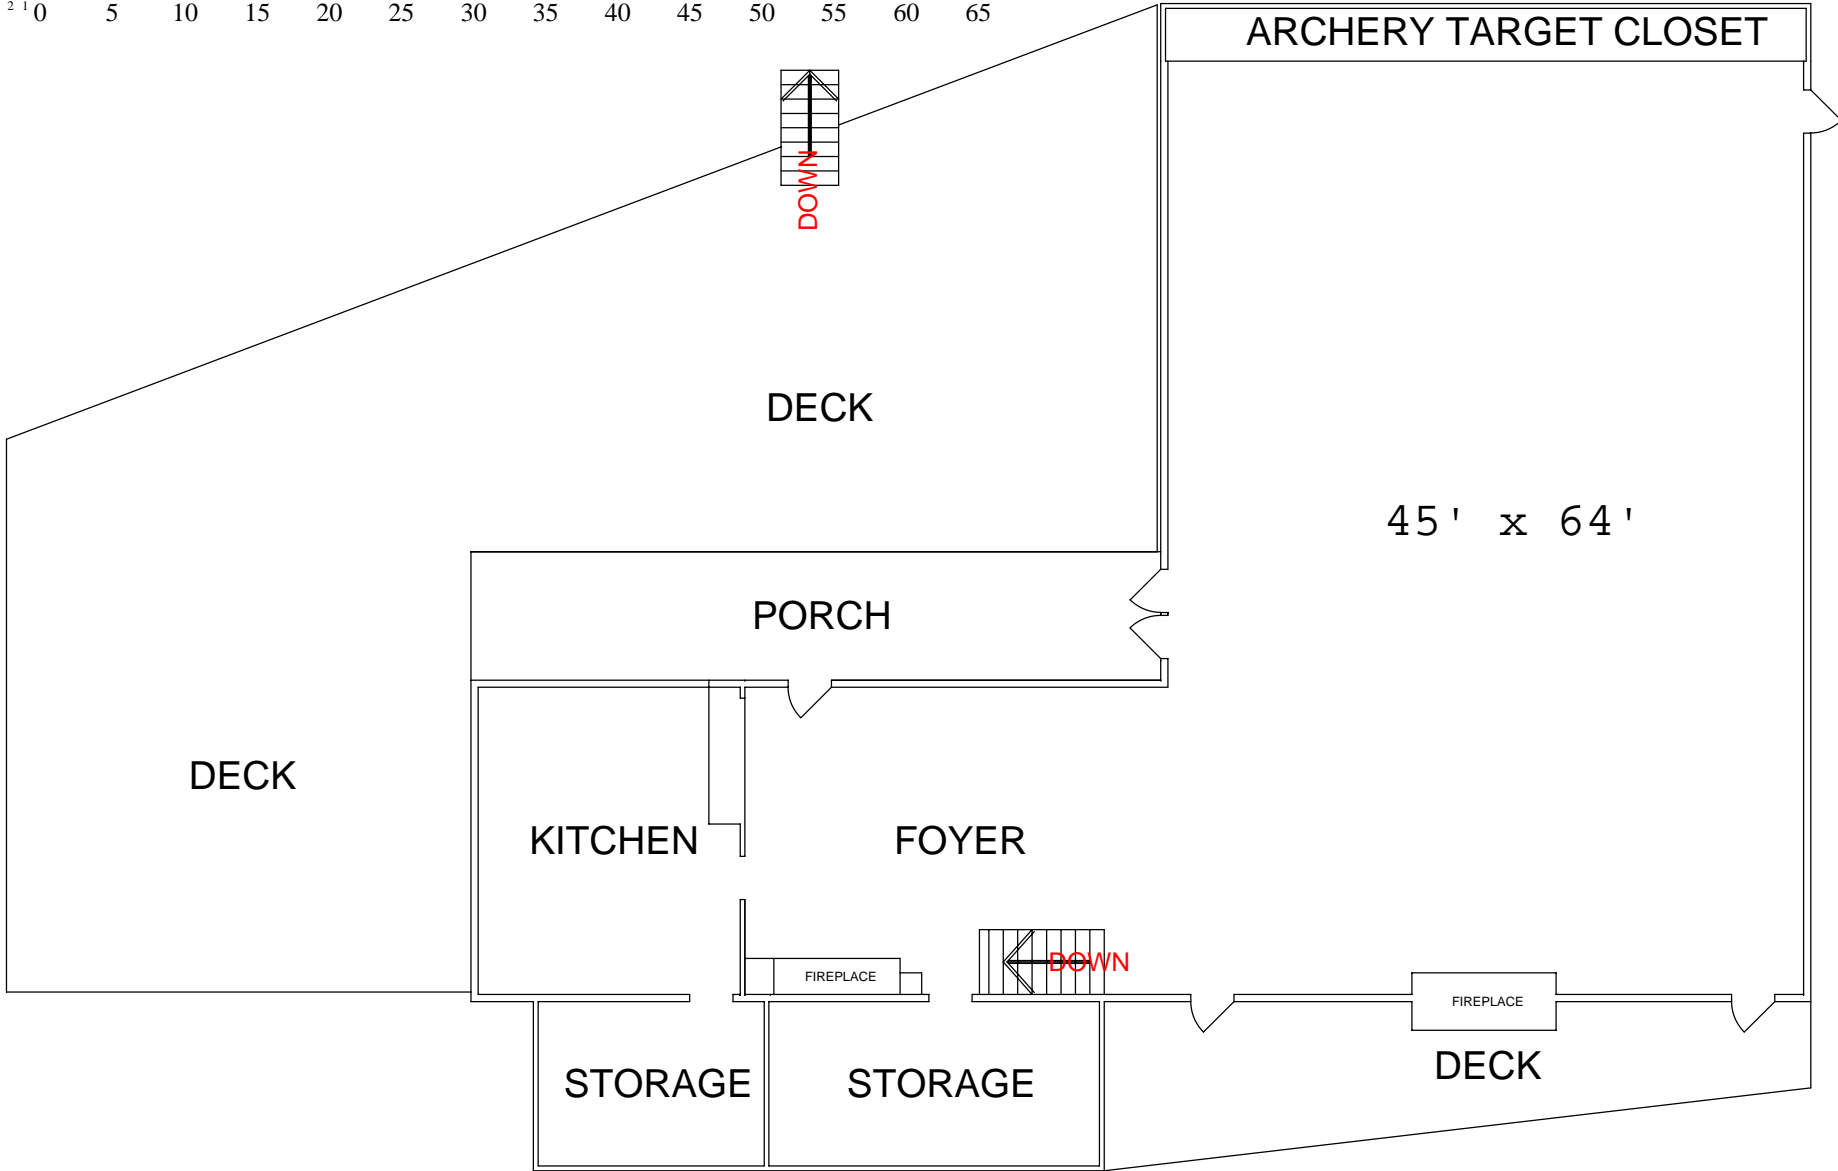 2 1 0 5 10 15 20 25 30 35 40 45 50 55 60 65
ARCHERY TARGET CLOSET
DOWN
DECK
45' x 64'
PORCH
DECK
KITCHEN
FOYER
DOWN
FIREPLACE
FIREPLACE
DECK
STORAGE
STORAGE